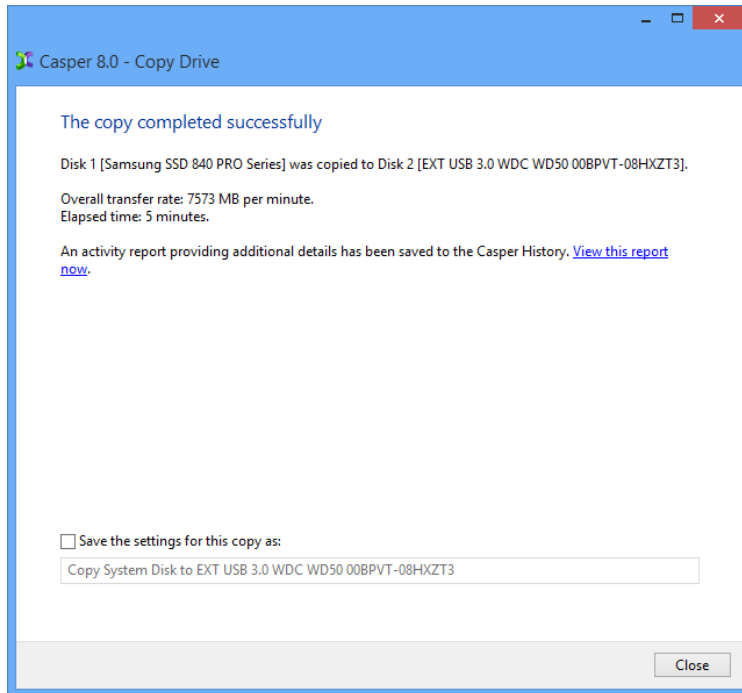 Casper 8.0 - Copy Drive
The copy completed successfully
Disk 1 [Samsung SSD 840 PRO Series] was copied to Disk 2 [EXT USB 3.0 WDC WD50 00BPVT-08HXZT3].
Overall transfer rate: 7573 MB per minute.
Elapsed time: 5 minutes.
An activity report providing additional details has been saved to the Casper History. View this report
now.
Save the settings for this copy as:
Copy System Disk to EXT USB 3.0 WDC WD50 00BPVT-08HXZT3
Close